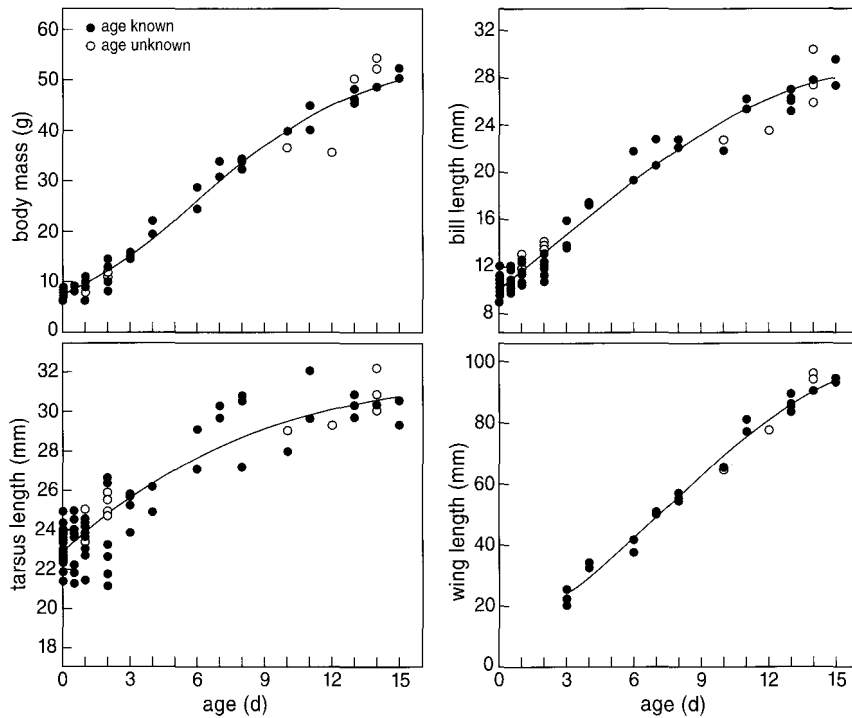 ● age known
○ age unknown
body mass (g)
60
50
40
30
20
10
0
bill length (mm)
32
28
24
20
16
12
8
tarsus length (mm)
32
30
28
26
24
22
20
18
0 3 6 9 12 15
age (d)
wing length (mm)
100
80
60
40
20
0
0 3 6 9 12 15
age (d)